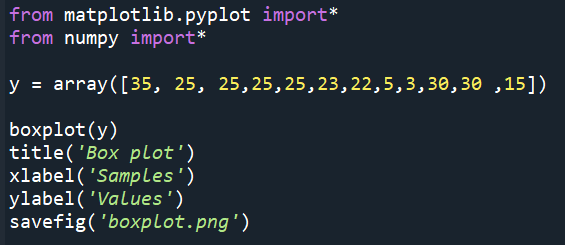 from matplotlib.pyplot import*
from numpy import*
y = array([35, 25, 25,25,25,23,22,5,3,30,30 ,15])
boxplot(y)
title('Box plot')
xlabel('Samples')
ylabel('Values')
savefig('boxplot.png')